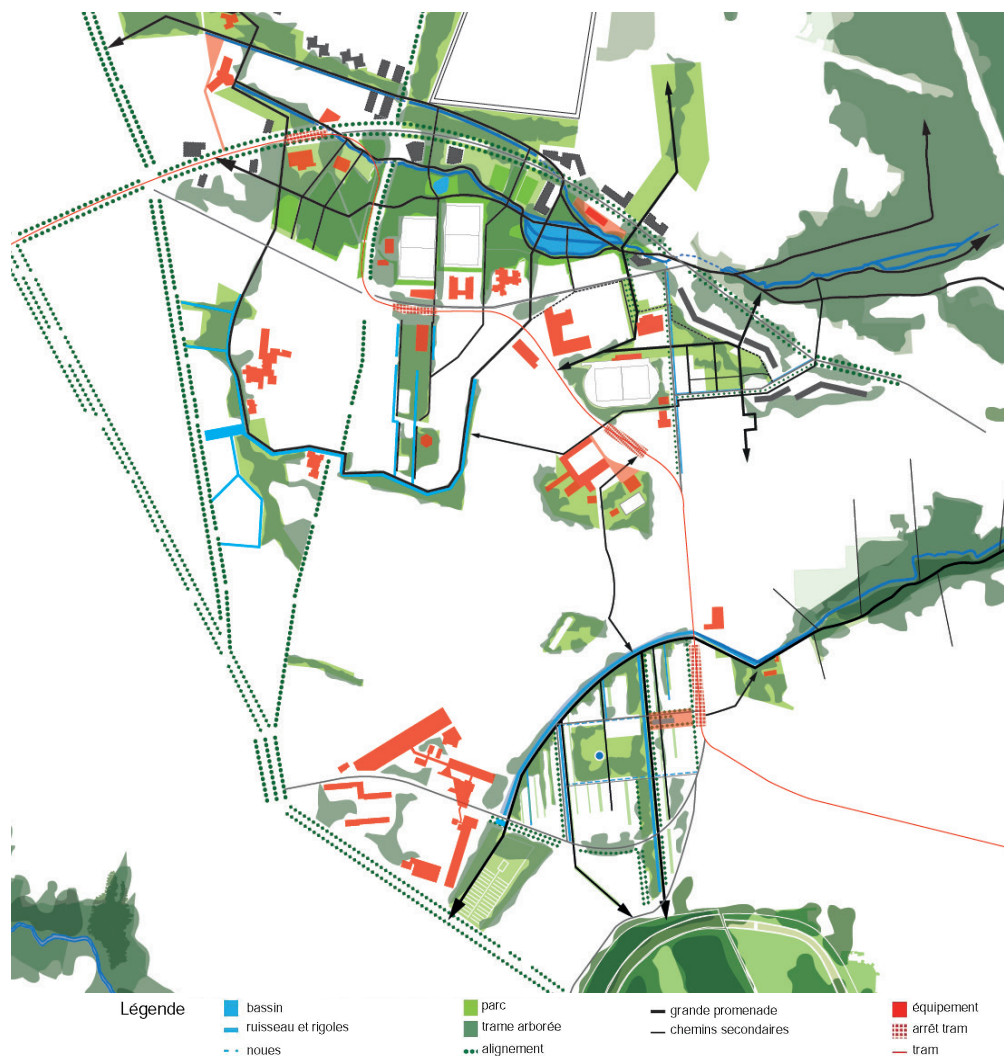 Légende
bassin
ruisseau et rigoles
noues
parc
trame arborée
alignement
grande promenade
chemins secondaires
équipement
arrêt tram
tram